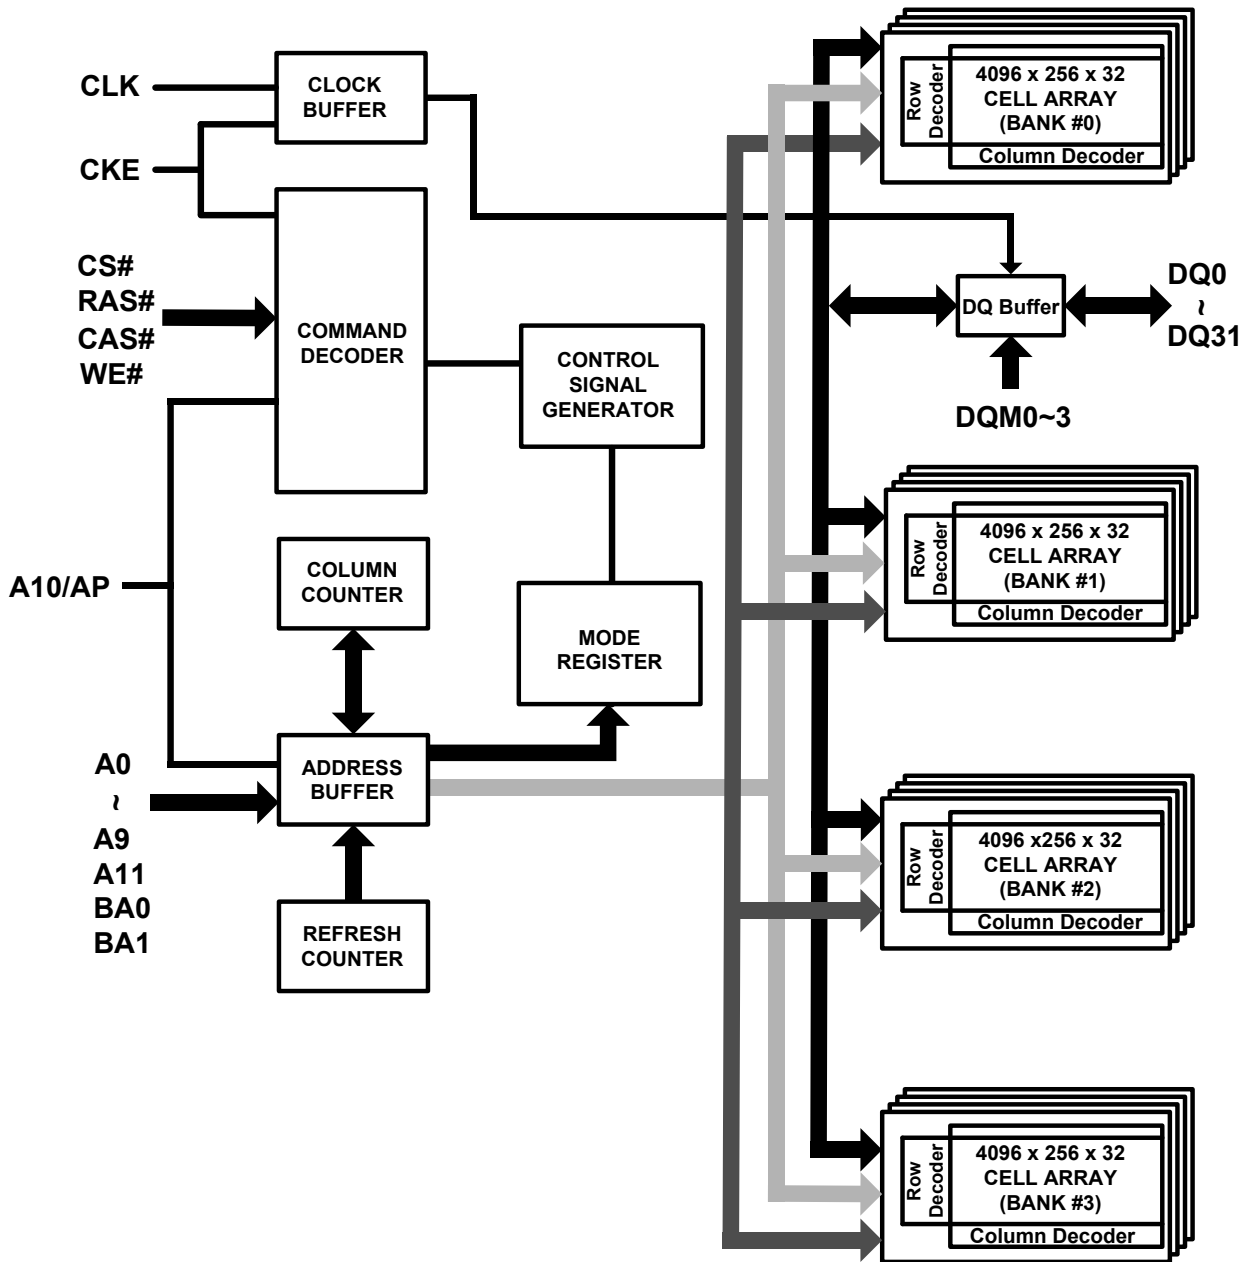 CLK
CKE
CS#
RAS#
CAS#
WE#
A10/AP
A0
~
A9
A11
BA0
BA1
CLOCK
BUFFER
COMMAND
DECODER
COLUMN
COUNTER
ADDRESS
BUFFER
REFRESH
COUNTER
CONTROL
SIGNAL
GENERATOR
MODE
REGISTER
Row
Decoder
4096 x 256 x 32
CELL ARRAY
(BANK #0)
Column Decoder
DQ Buffer
DQ0
~
DQ31
DQM0~3
Row
Decoder
4096 x 256 x 32
CELL ARRAY
(BANK #1)
Column Decoder
Row
Decoder
4096 x256 x 32
CELL ARRAY
(BANK #2)
Column Decoder
Row
Decoder
4096 x 256 x 32
CELL ARRAY
(BANK #3)
Column Decoder